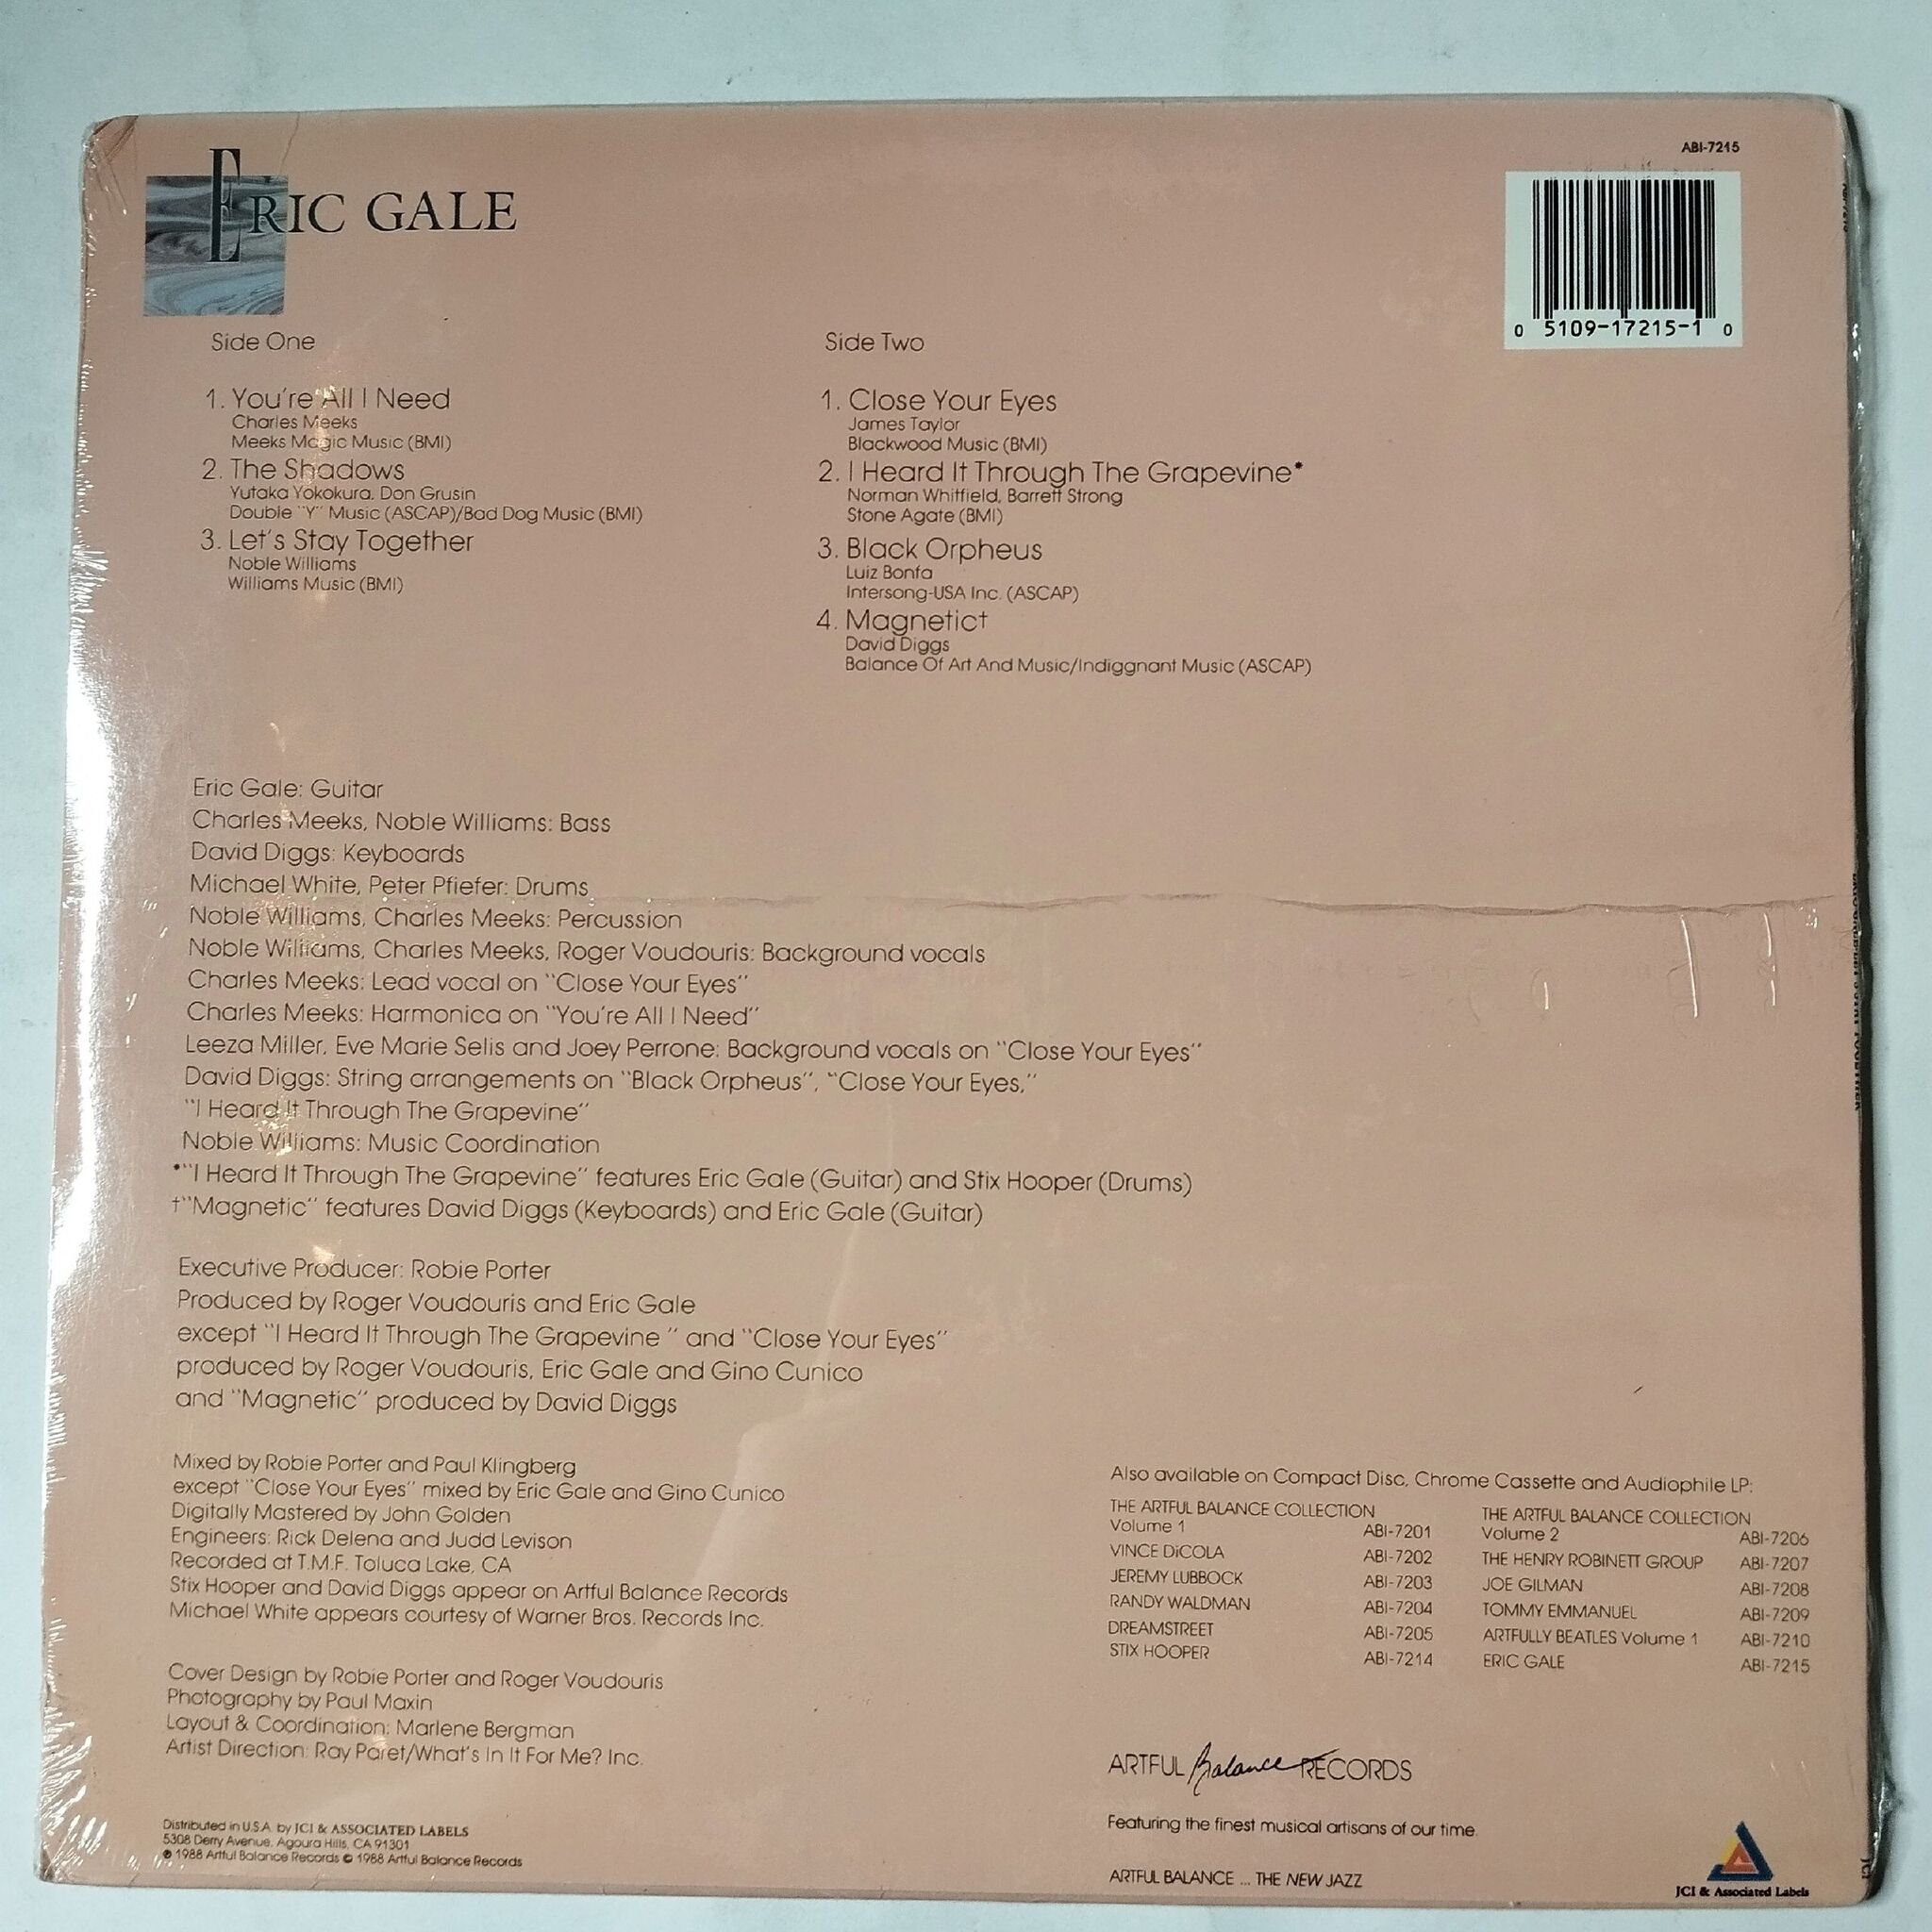 ABI-7215
ERIC GALE
0 5109-17215-1 0
Side One
1. You're All I Need
Charles Meeks
Meeks Magic Music (BMI)
2. The Shadows
Yutaka Yokokura. Don Grusin
Double "Y" Music (ASCAP)/Bad Dog Music (BMI)
3. Let's Stay Together
Noble Williams
Williams Music (BMI)
Side Two
1. Close Your Eyes
James Taylor
Blackwood Music (BMI)
2. I Heard It Through The Grapevine*
Norman Whitfield, Barrett Strong
Stone Agate (BMI)
3. Black Orpheus
Luiz Bonfa
Intersong-USA Inc. (ASCAP)
4. Magnetic†
David Diggs
Balance Of Art And Music/Indiggnant Music (ASCAP)
Eric Gale: Guitar
Charles Meeks, Noble Williams: Bass
David Diggs: Keyboards
Michael White, Peter Pfiefer: Drums
Noble Williams, Charles Meeks: Percussion
Noble Williams, Charles Meeks, Roger Voudouris: Background vocals
Charles Meeks: Lead vocal on "Close Your Eyes"
Charles Meeks: Harmonica on "You're All I Need"
Leeza Miller, Eve Marie Selis and Joey Perrone: Background vocals on "Close Your Eyes"
David Diggs: String arrangements on "Black Orpheus", "Close Your Eyes,"
"I Heard It Through The Grapevine"
Noble Williams: Music Coordination
*"I Heard It Through The Grapevine" features Eric Gale (Guitar) and Stix Hooper (Drums)
†"Magnetic" features David Diggs (Keyboards) and Eric Gale (Guitar)
Executive Producer: Robie Porter
Produced by Roger Voudouris and Eric Gale
except "I Heard It Through The Grapevine " and "Close Your Eyes"
produced by Roger Voudouris, Eric Gale and Gino Cunico
and "Magnetic" produced by David Diggs
Mixed by Robie Porter and Paul Klingberg
except "Close Your Eyes" mixed by Eric Gale and Gino Cunico
Digitally Mastered by John Golden
Engineers: Rick Delena and Judd Levison
Recorded at T.M.F. Toluca Lake, CA
Stix Hooper and David Diggs appear on Artful Balance Records
Michael White appears courtesy of Warner Bros. Records Inc.
Cover Design by Robie Porter and Roger Voudouris
Photography by Paul Maxin
Layout & Coordination: Marlene Bergman
Artist Direction: Ray Paret/What's In It For Me? Inc.
Distributed in U.S.A. by JCI & ASSOCIATED LABELS
5308 Derry Avenue, Agoura Hills, CA 91301
℗ 1988 Artful Balance Records © 1988 Artful Balance Records
Also available on Compact Disc, Chrome Cassette and Audiophile LP:
THE ARTFUL BALANCE COLLECTION
Volume 1 ABI-7201
VINCE DiCOLA ABI-7202
JEREMY LUBBOCK ABI-7203
RANDY WALDMAN ABI-7204
DREAMSTREET ABI-7205
STIX HOOPER ABI-7214
THE ARTFUL BALANCE COLLECTION
Volume 2 ABI-7206
THE HENRY ROBINETT GROUP ABI-7207
JOE GILMAN ABI-7208
TOMMY EMMANUEL ABI-7209
ARTFULLY BEATLES Volume 1 ABI-7210
ERIC GALE ABI-7215
ARTFUL Balance RECORDS
Featuring the finest musical artisans of our time.
ARTFUL BALANCE ... THE NEW JAZZ
JCI & Associated Labels